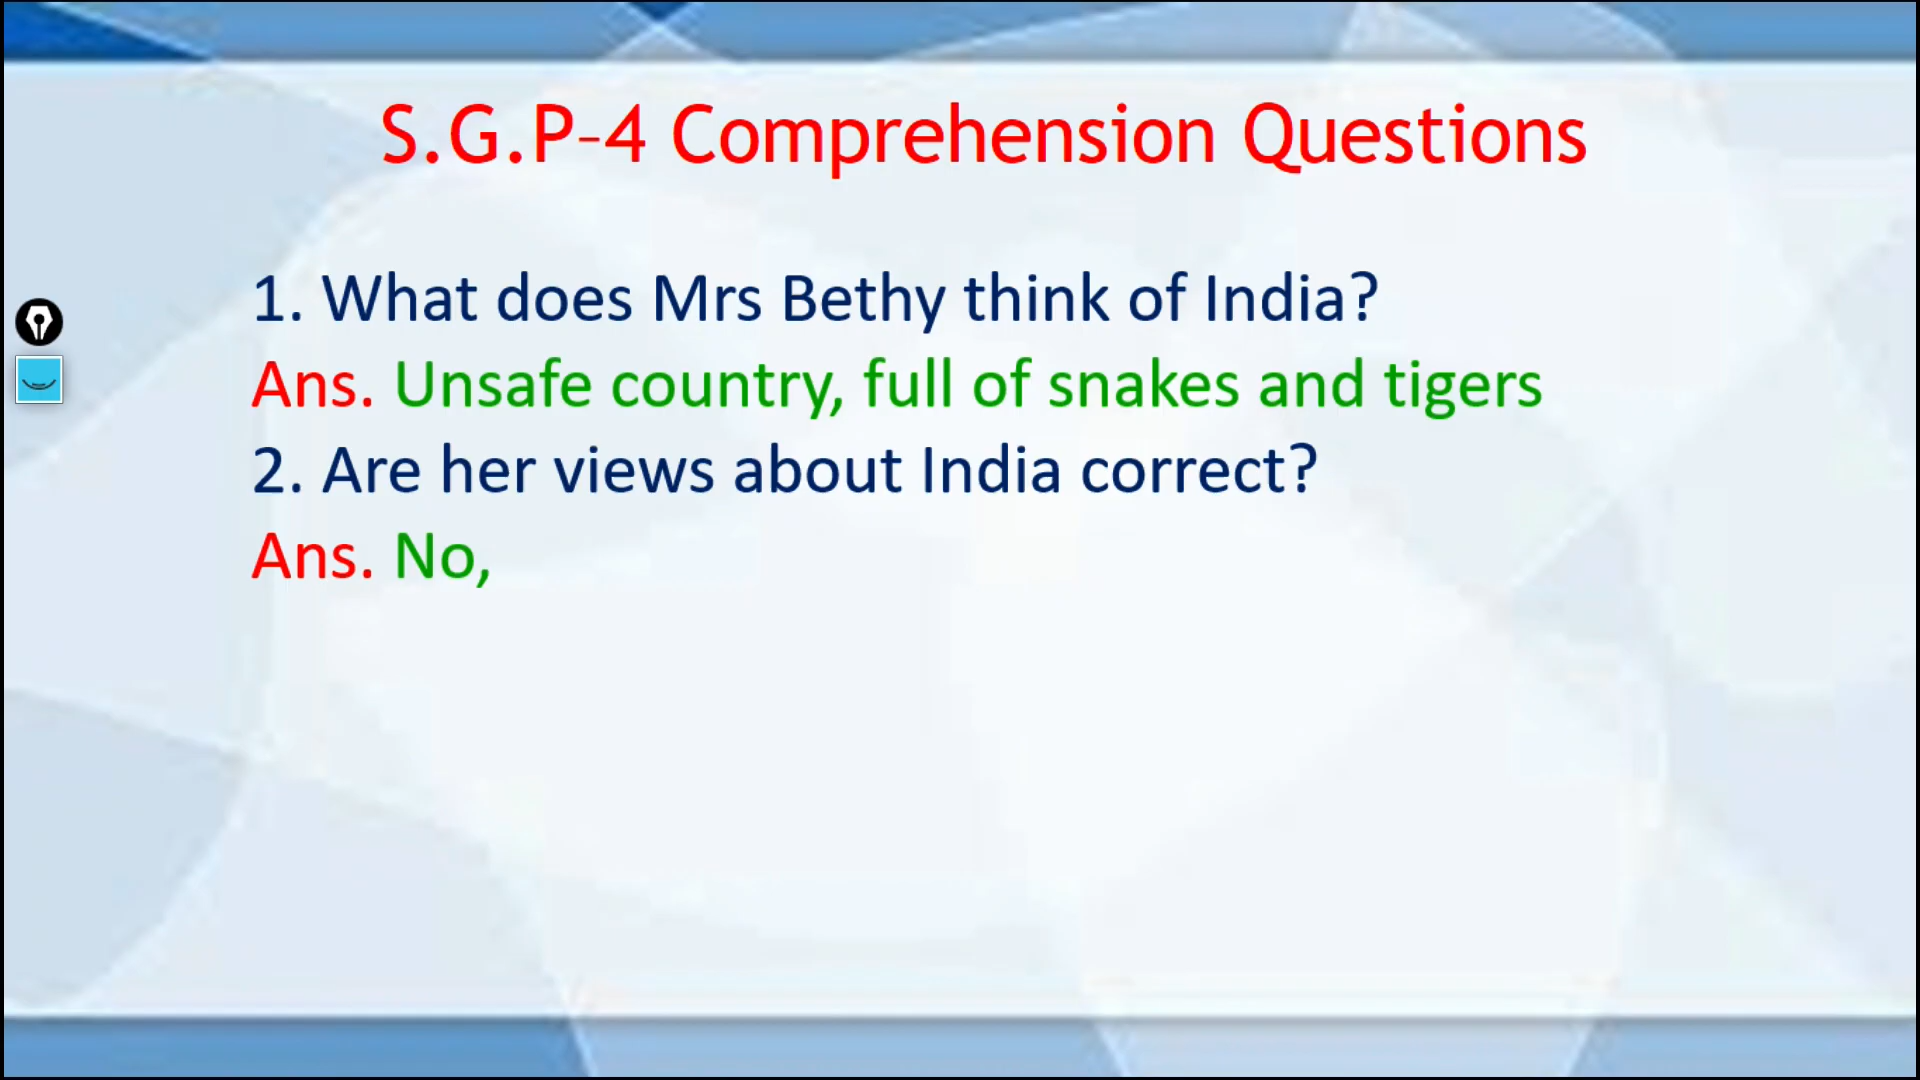 S.G.P-4 Comprehension Questions
1. What does Mrs Bethy think of India?
Ans. Unsafe country, full of snakes and tigers
2. Are her views about India correct?
Ans. No,